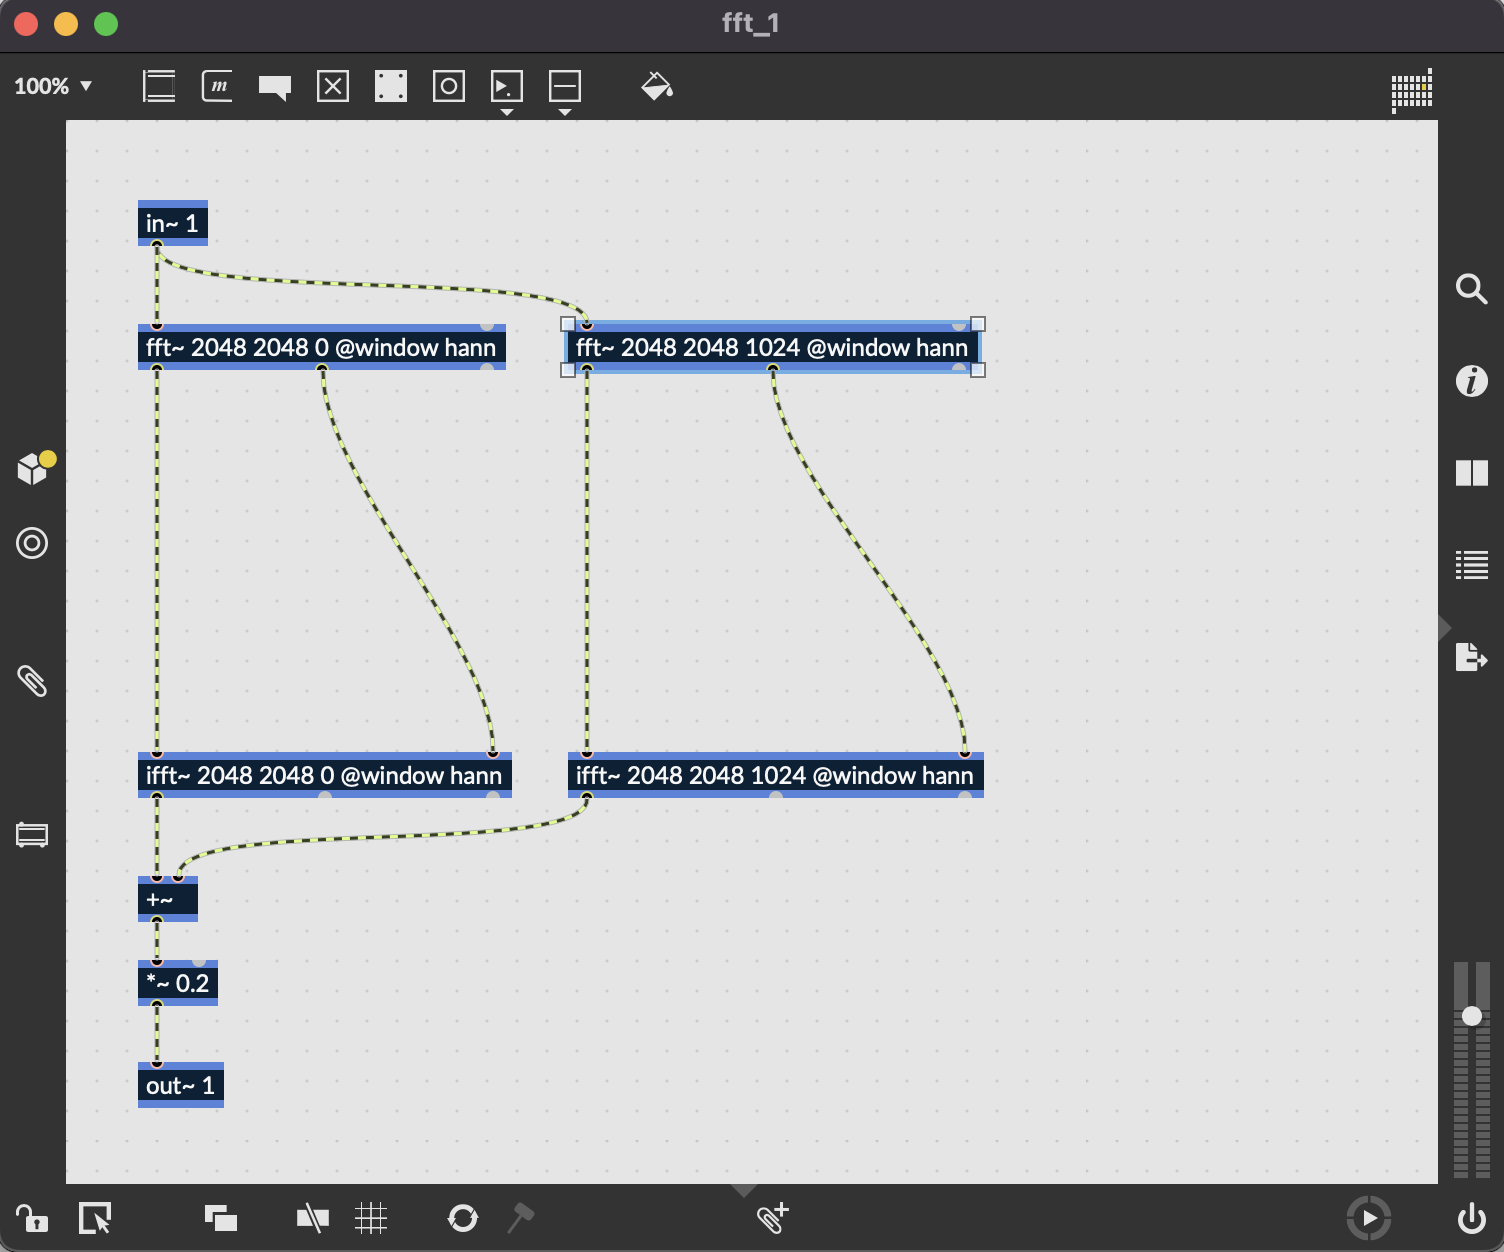 fft_1
100%
m
in~ 1
fft~ 2048 2048 0 @window hann
fft~ 2048 2048 1024 @window hann
ifft~ 2048 2048 0 @window hann
ifft~ 2048 2048 1024 @window hann
+~
*~ 0.2
out~ 1